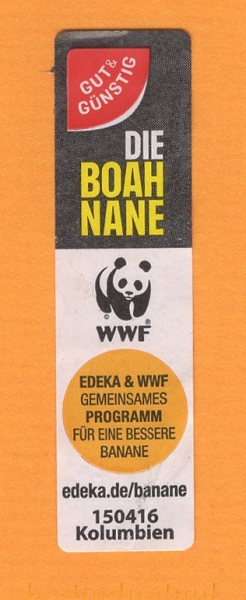 GUT&
GÜNSTIG
DIE
BOAH
NANE
WWF
EDEKA & WWF
GEMEINSAMES
PROGRAMM
FÜR EINE BESSERE
BANANE
edeka.de/banane
150416
Kolumbien